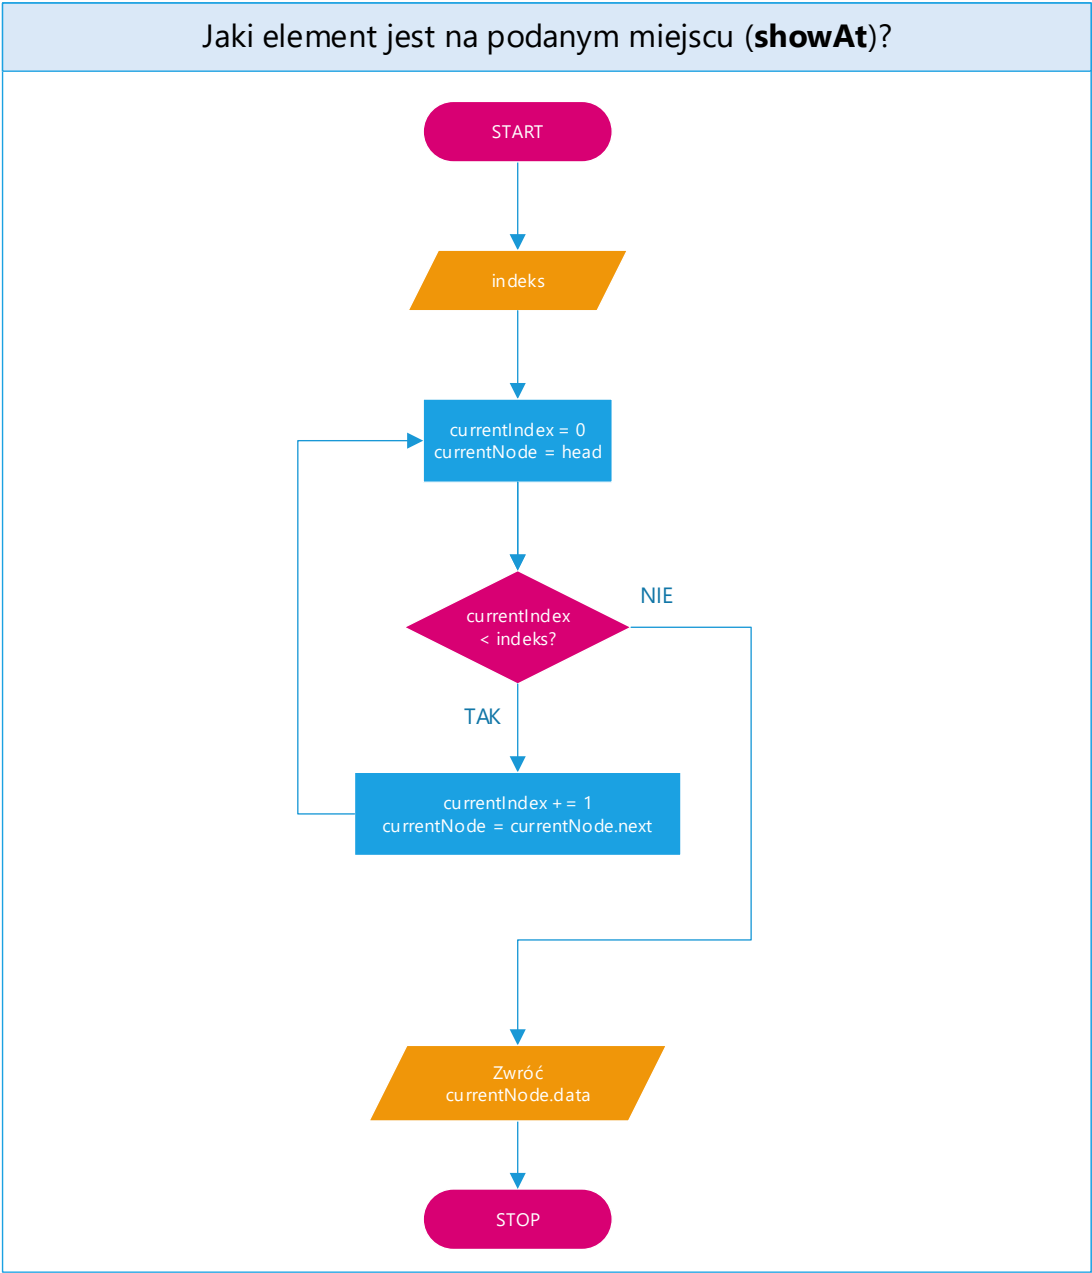 Jaki element jest na podanym miejscu (showAt)?
START
indeks
currentIndex = 0
currentNode = head
currentIndex
< indeks?
NIE
TAK
currentIndex += 1
currentNode = currentNode.next
Zwróć
currentNode.data
STOP